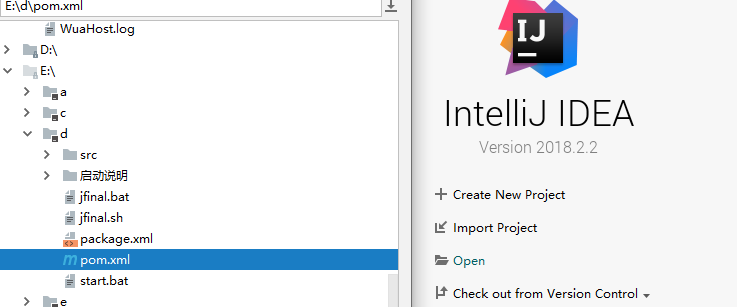 E:\d\pom.xml
WuaHost.log
D:\
E:\
a
c
d
src
启动说明
jfinal.bat
jfinal.sh
package.xml
pom.xml
start.bat
e
IJ
IntelliJ IDEA
Version 2018.2.2
Create New Project
Import Project
Open
Check out from Version Control